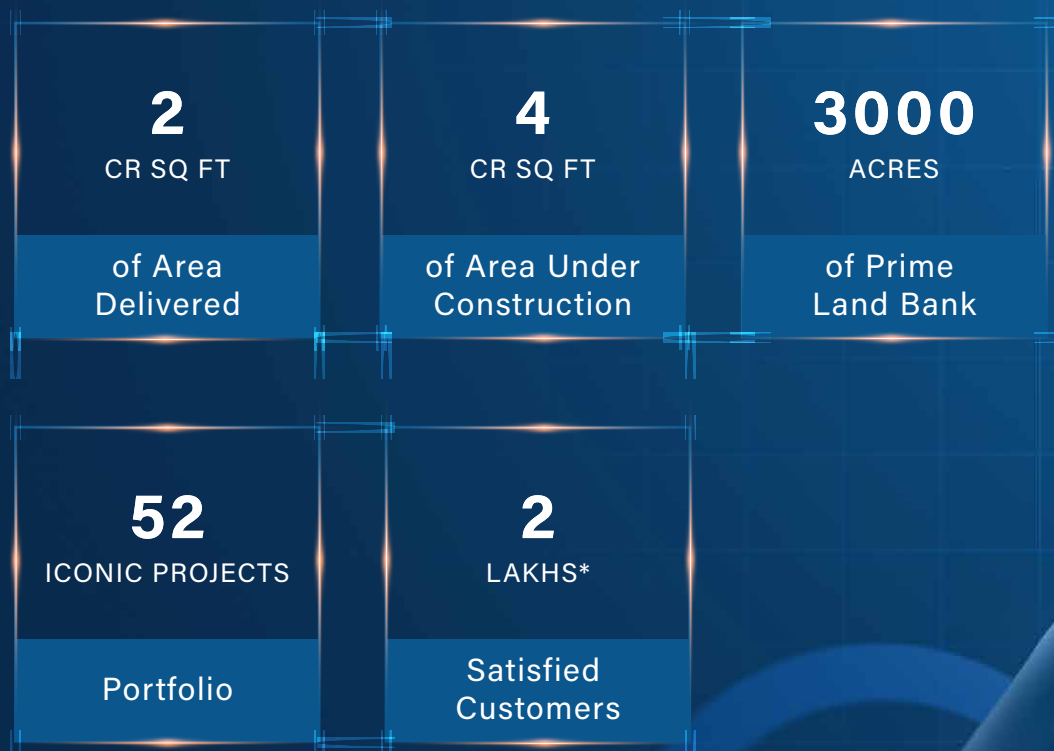 2
CR SQ FT
of Area
Delivered
4
CR SQ FT
of Area Under
Construction
3000
ACRES
of Prime
Land Bank
52
ICONIC PROJECTS
Portfolio
2
LAKHS*
Satisfied
Customers